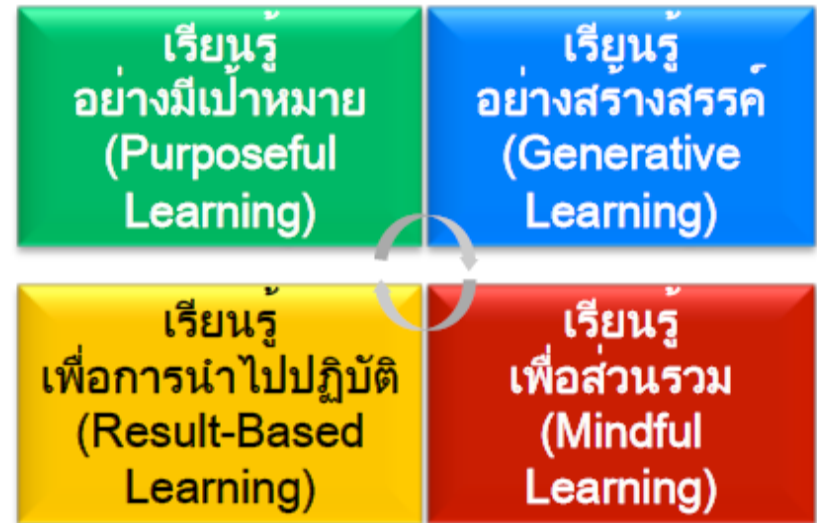 เรียนรู้
อย่างมีเป้าหมาย
(Purposeful
Learning)
เรียนรู้
อย่างสร้างสรรค์
(Generative
Learning)
เรียนรู้
เพื่อการนำไปปฏิบัติ
(Result-Based
Learning)
เรียนรู้
เพื่อส่วนรวม
(Mindful
Learning)